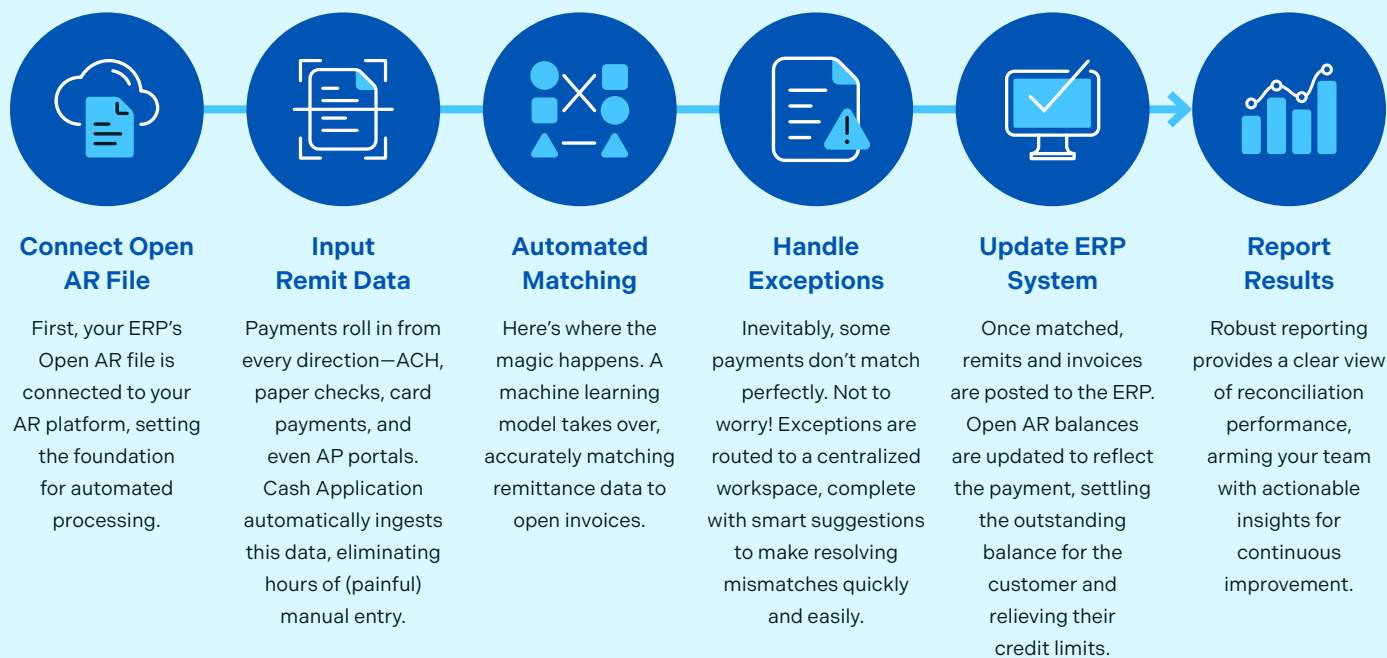 Connect Open
AR File
First, your ERP’s
Open AR file is
connected to your
AR platform, setting
the foundation
for automated
processing.
Input
Remit Data
Payments roll in from
every direction—ACH,
paper checks, card
payments, and
even AP portals.
Cash Application
automatically ingests
this data, eliminating
hours of (painful)
manual entry.
Automated
Matching
Here’s where the
magic happens. A
machine learning
model takes over,
accurately matching
remittance data to
open invoices.
Handle
Exceptions
Inevitably, some
payments don’t match
perfectly. Not to
worry! Exceptions are
routed to a centralized
workspace, complete
with smart suggestions
to make resolving
mismatches quickly
and easily.
Update ERP
System
Once matched,
remits and invoices
are posted to the ERP.
Open AR balances
are updated to reflect
the payment, settling
the outstanding
balance for the
customer and
relieving their
credit limits.
Report
Results
Robust reporting
provides a clear view
of reconciliation
performance,
arming your team
with actionable
insights for
continuous
improvement.